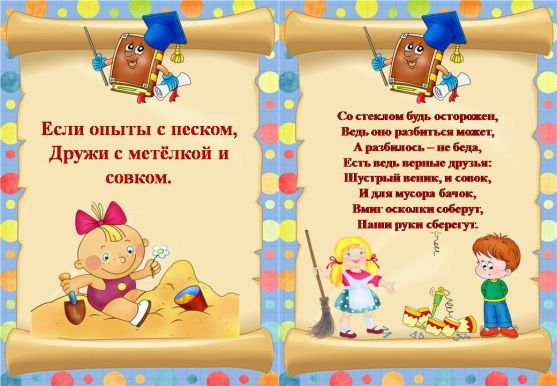 Если опыты с песком,
Дружи с метёлкой и
совком.
Со стеклом будь осторожен,
Ведь оно разбиться может,
А разбилось – не беда,
Есть ведь верные друзья:
Шустрый веник, и совок,
И для мусора бачок,
Вмиг осколки соберут,
Наши руки сберегут.